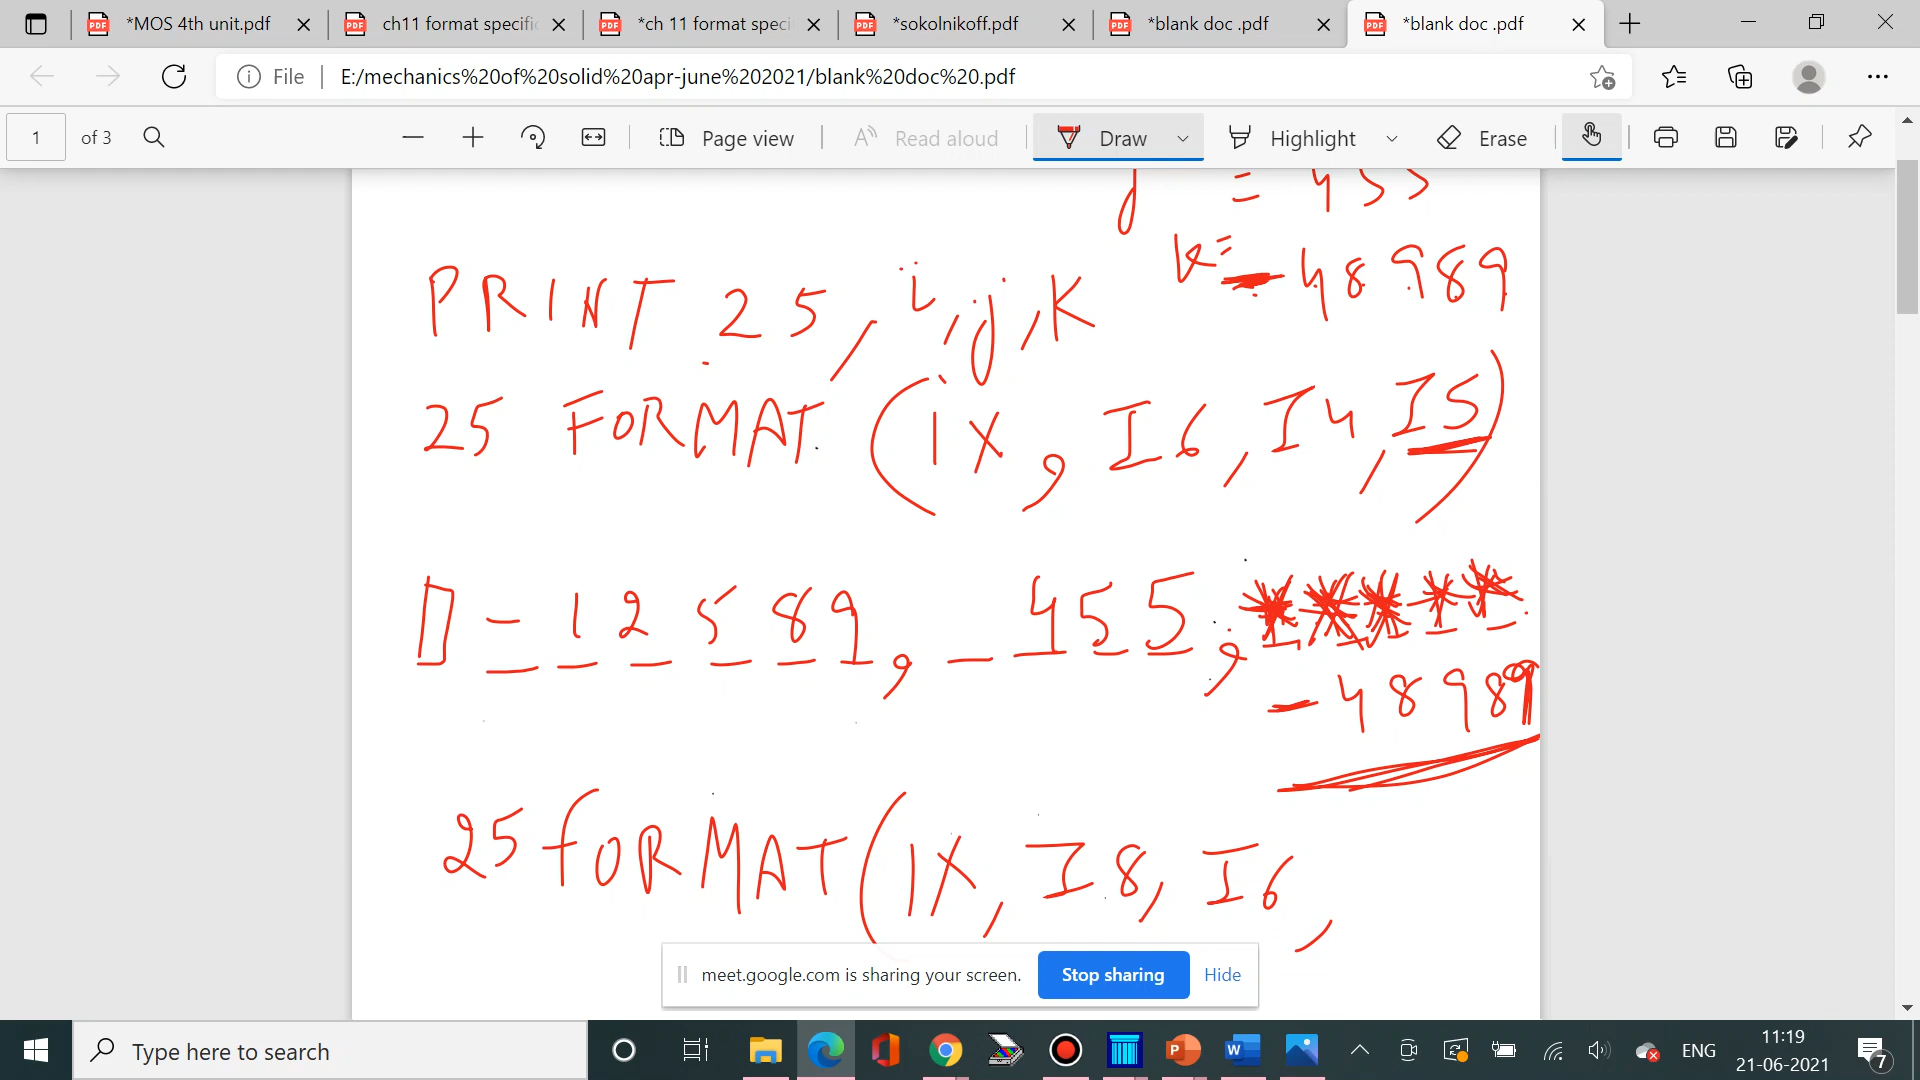 *MOS 4th unit.pdf
ch11 format specific
*ch 11 format speci
*sokolnikoff.pdf
*blank doc .pdf
*blank doc .pdf
File
E:/mechanics%20of%20solid%20apr-june%202021/blank%20doc%20.pdf
1 of 3
Page view
Read aloud
Draw
Highlight
Erase
j = 455
K = -48989
PRINT 25, i, j, K
25 FORMAT (1X, I6, I4, I5)
-12589, _455, *****
-48989
25 FORMAT (1X, I8, I6,
meet.google.com is sharing your screen.
Stop sharing
Hide
Type here to search
ENG
11:19
21-06-2021
7